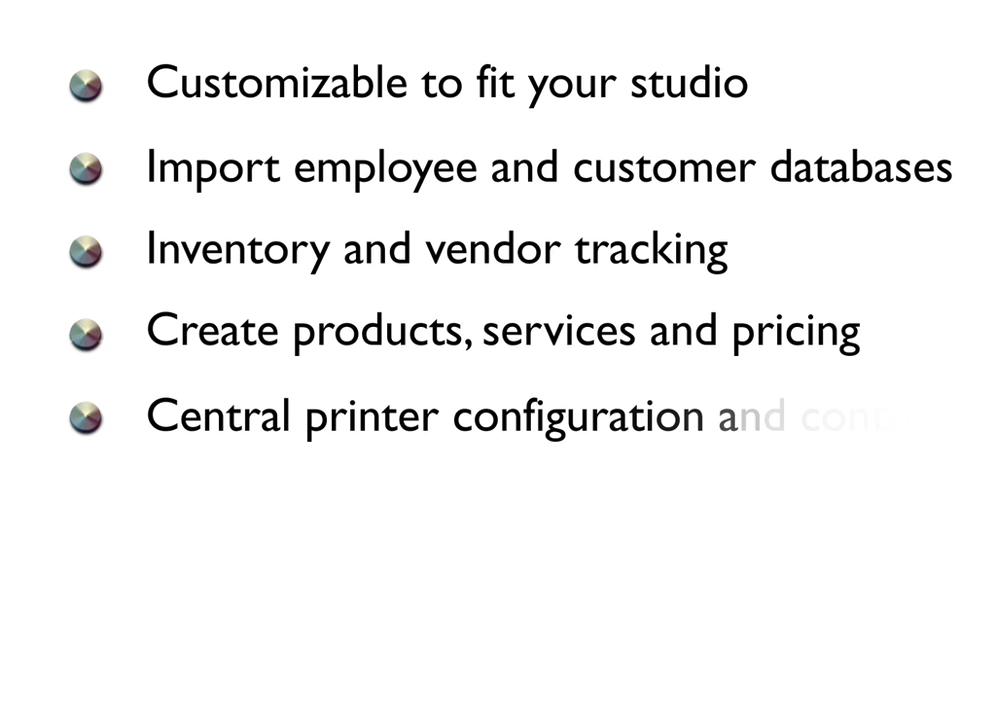 Customizable to fit your studio
Import employee and customer databases
Inventory and vendor tracking
Create products, services and pricing
Central printer configuration and